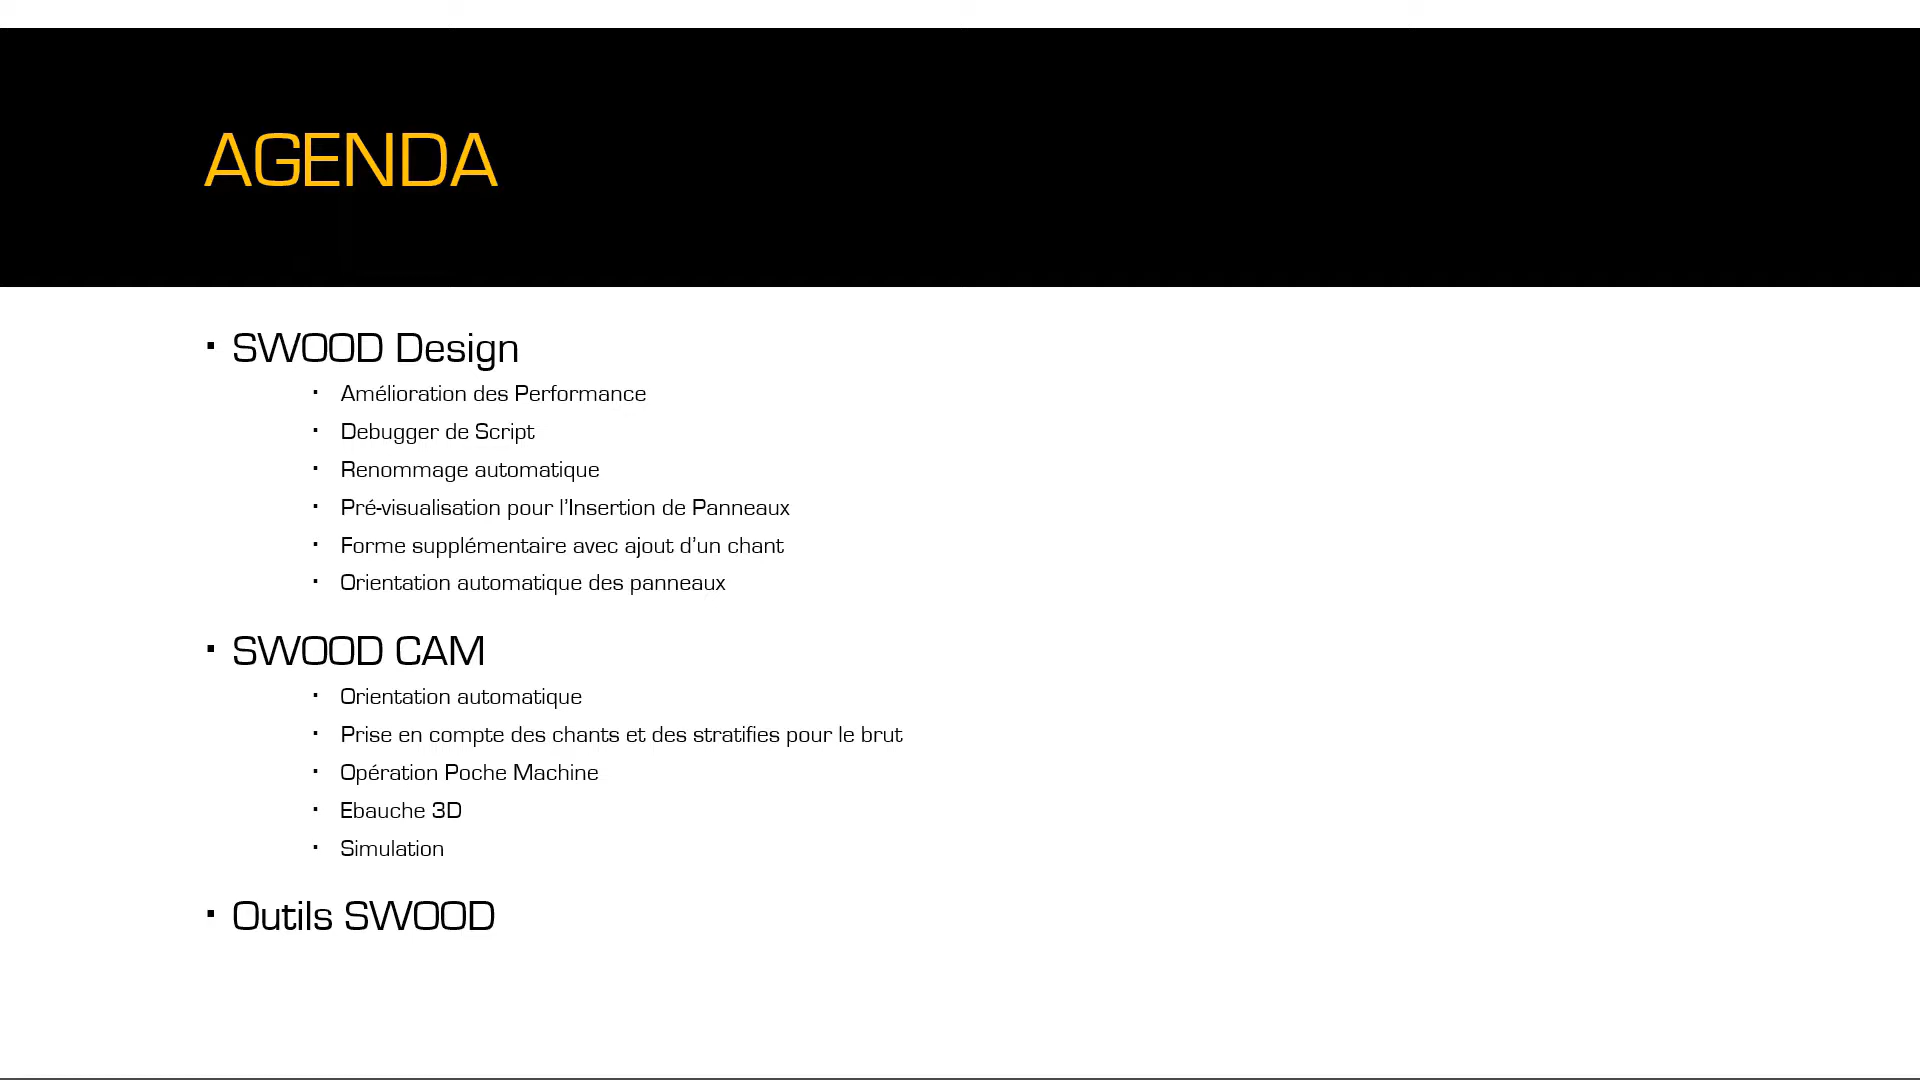 AGENDA
▪ SWOOD Design
▪ Amélioration des Performance
▪ Debugger de Script
▪ Renommage automatique
▪ Pré-visualisation pour l’Insertion de Panneaux
▪ Forme supplémentaire avec ajout d’un chant
▪ Orientation automatique des panneaux
▪ SWOOD CAM
▪ Orientation automatique
▪ Prise en compte des chants et des stratifies pour le brut
▪ Opération Poche Machine
▪ Ebauche 3D
▪ Simulation
▪ Outils SWOOD